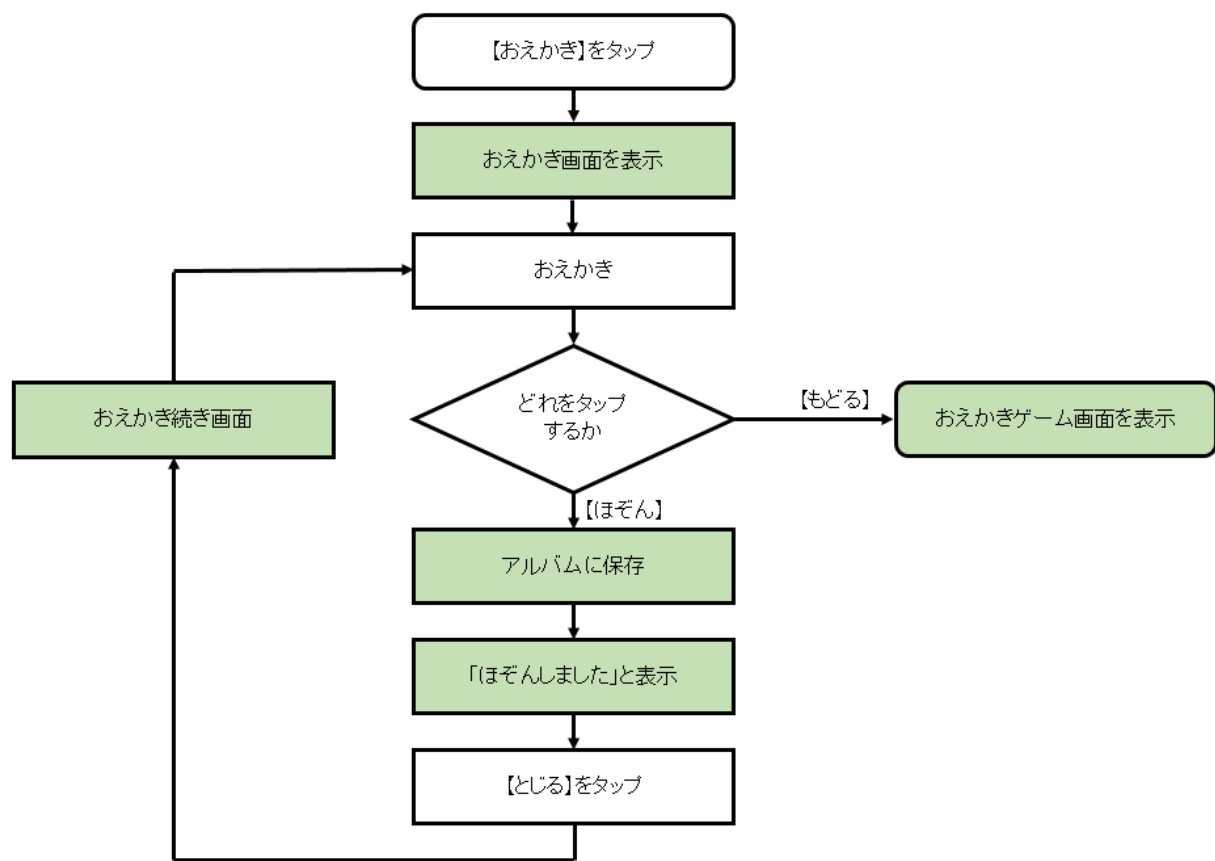 【おえかき】をタップ
おえかき画面を表示
おえかき
どれをタップ
するか
【もどる】
おえかきゲーム画面を表示
おえかき続き画面
【ほぞん】
アルバムに保存
「ほぞんしました」と表示
【とじる】をタップ